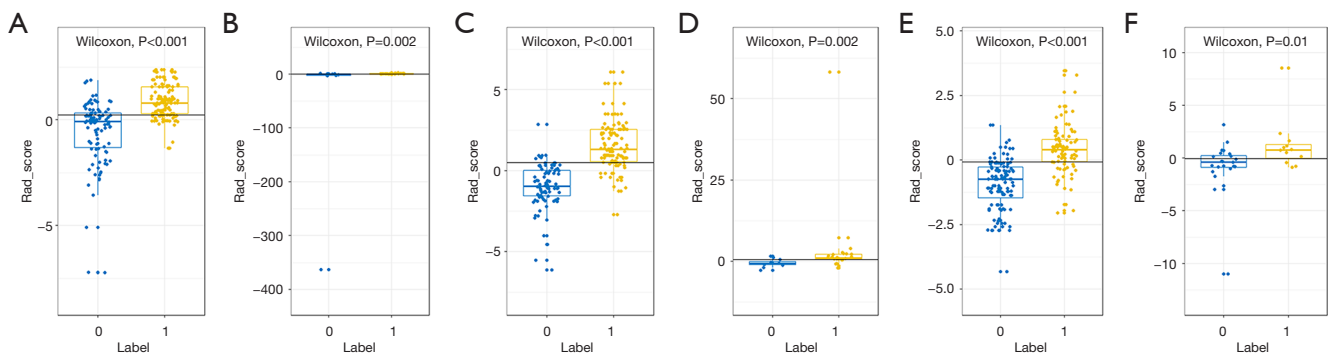 A
Wilcoxon, P<0.001
Rad_score
0
−5
0
1
Label
B
Wilcoxon, P=0.002
Rad_score
0
−100
−200
−300
−400
0
1
Label
C
Wilcoxon, P<0.001
Rad_score
5
0
−5
0
1
Label
D
Wilcoxon, P=0.002
Rad_score
50
25
0
0
1
Label
E
Wilcoxon, P<0.001
Rad_score
5.0
2.5
0
−2.5
−5.0
0
1
Label
F
Wilcoxon, P=0.01
Rad_score
10
5
0
−5
−10
0
1
Label